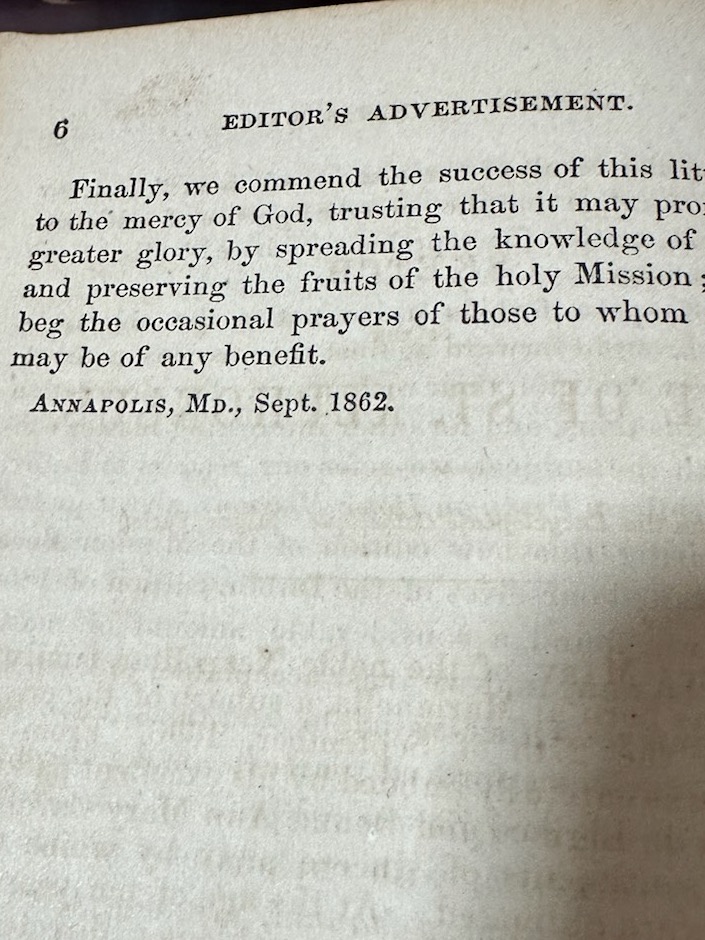 6 EDITOR'S ADVERTISEMENT.
Finally, we commend the success of this
to the mercy of God, trusting that it may
greater glory, by spreading the knowledge of
and preserving the fruits of the holy Mission;
beg the occasional prayers of those to whom
may be of any benefit.
ANNAPOLIS, MD., Sept. 1862.